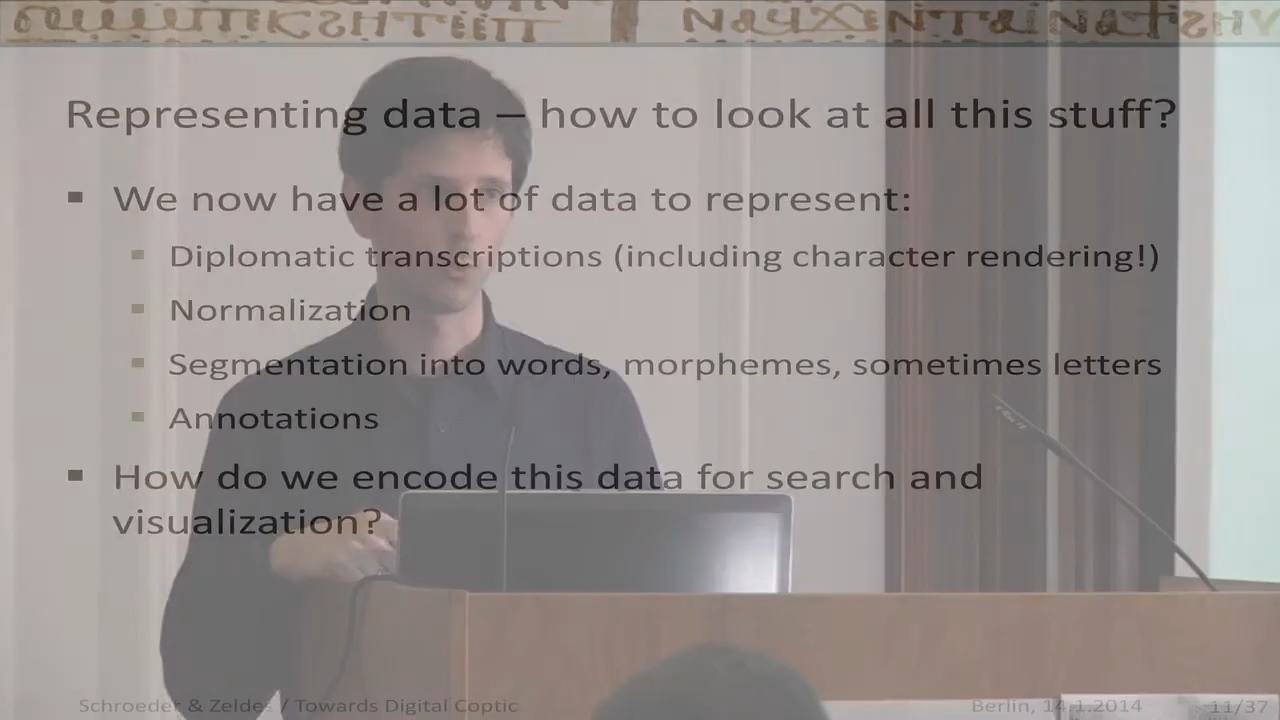 Representing data – how to look at all this stuff?
We now have a lot of data to represent:
Diplomatic transcriptions (including character rendering!)
Normalization
Segmentation into words, morphemes, sometimes letters
Annotations
How do we encode this data for search and
visualization?
Schroeder & Zeldes / Towards Digital Coptic
Berlin, 14.1.2014
11/37